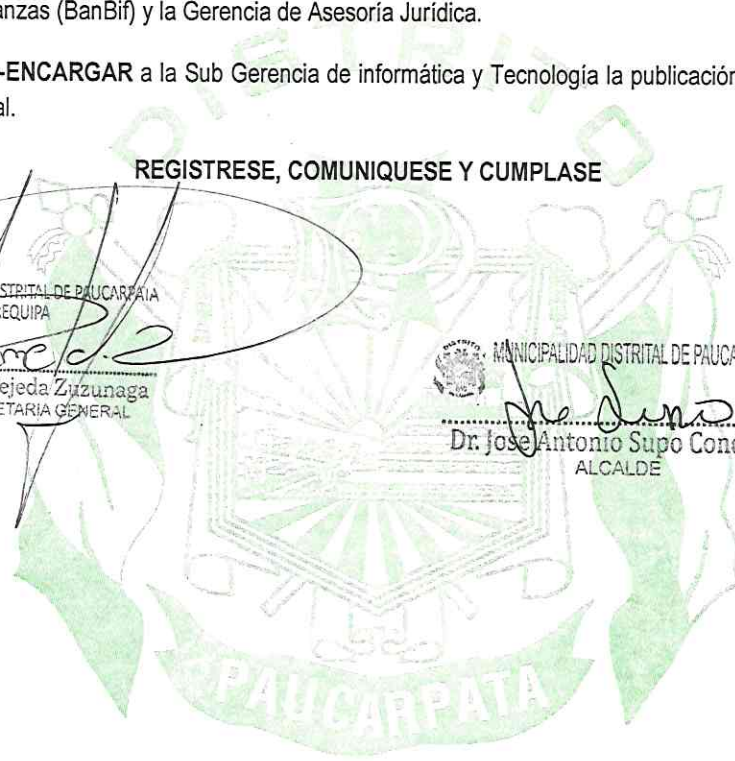 anzas (BanBif) y la Gerencia de Asesoría Jurídica.
-ENCARGAR a la Sub Gerencia de informática y Tecnología la publicación
al.
REGISTRESE, COMUNIQUESE Y CUMPLASE
STRITAL DE PAUCARPATA
EQUIPA
ejeda Zuzunaga
ETARIA GENERAL
MUNICIPALIDAD DISTRITAL DE PAUCA
Dr. Jose Antonio Supo Cond
ALCALDE
DISTRITO
PAUCARPATA